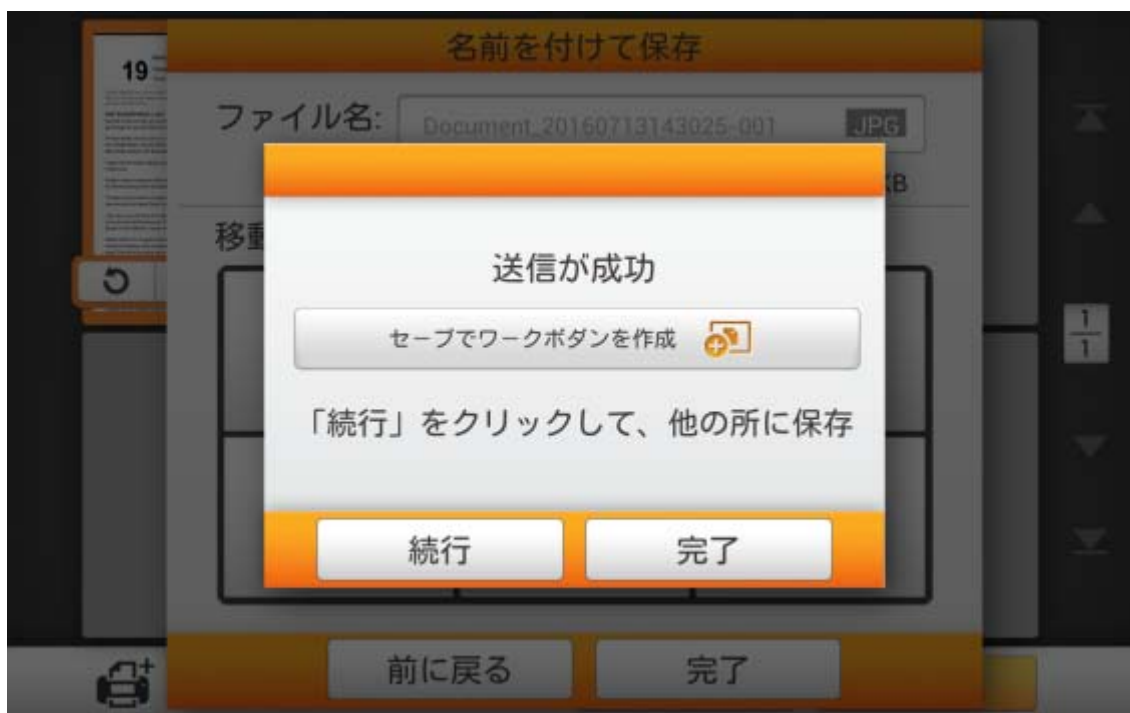 名前を付けて保存
19
ファイル名:
Document_20160713143025-001
JPG
KB
移動
送信が成功
セーブでワークボダンを作成
「続行」をクリックして、他の所に保存
1
1
続行
完了
前に戻る
完了